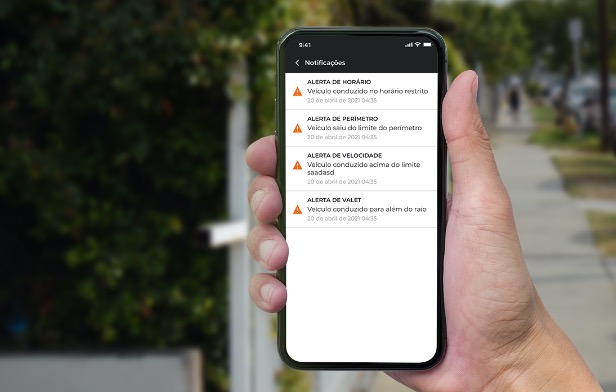 9:41
Notificações
ALERTA DE HORÁRIO
Veículo conduzido no horário restrito
20 de abril de 2021 04:35
ALERTA DE PERÍMETRO
Veículo saiu do limite do perímetro
20 de abril de 2021 04:35
ALERTA DE VELOCIDADE
Veículo conduzido acima do limite
saadasd
20 de abril de 2021 04:35
ALERTA DE VALET
Veículo conduzido para além do raio
20 de abril de 2021 04:35